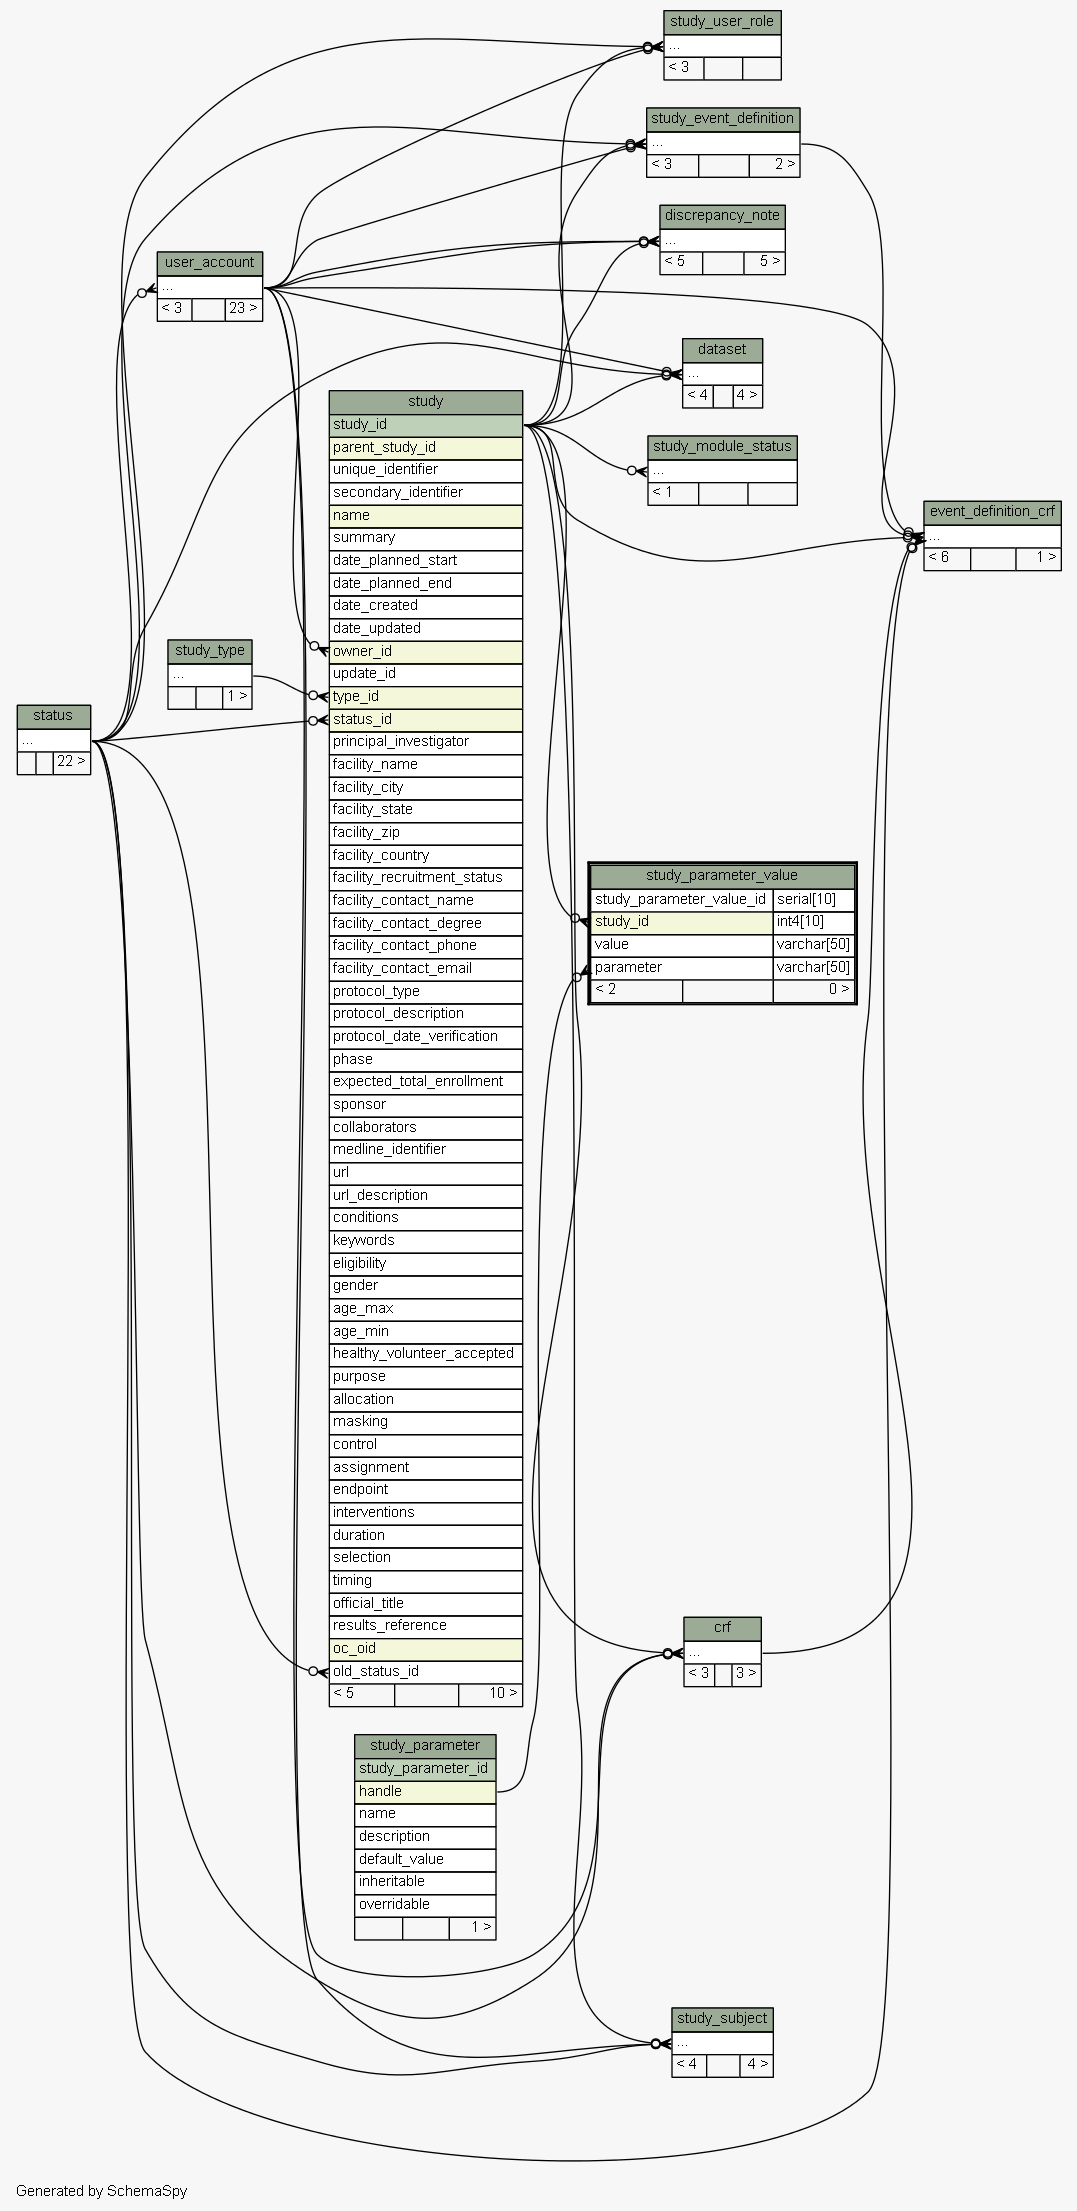 study_user_role
...
< 3
study_event_definition
...
< 3 2 >
discrepancy_note
...
< 5 5 >
user_account
...
< 3 23 >
dataset
...
< 4 4 >
study_module_status
...
< 1
event_definition_crf
...
< 6 1 >
study_type
...
1 >
status
...
22 >
study
study_id
parent_study_id
unique_identifier
secondary_identifier
name
summary
date_planned_start
date_planned_end
date_created
date_updated
owner_id
update_id
type_id
status_id
principal_investigator
facility_name
facility_city
facility_state
facility_zip
facility_country
facility_recruitment_status
facility_contact_name
facility_contact_degree
facility_contact_phone
facility_contact_email
protocol_type
protocol_description
protocol_date_verification
phase
expected_total_enrollment
sponsor
collaborators
medline_identifier
url
url_description
conditions
keywords
eligibility
gender
age_max
age_min
healthy_volunteer_accepted
purpose
allocation
masking
control
assignment
endpoint
interventions
duration
selection
timing
official_title
results_reference
oc_oid
old_status_id
< 5 10 >
study_parameter_value
study_parameter_value_id serial[10]
study_id int4[10]
value varchar[50]
parameter varchar[50]
< 2 0 >
crf
...
< 3 3 >
study_parameter
study_parameter_id
handle
name
description
default_value
inheritable
overridable
1 >
study_subject
...
< 4 4 >
Generated by SchemaSpy